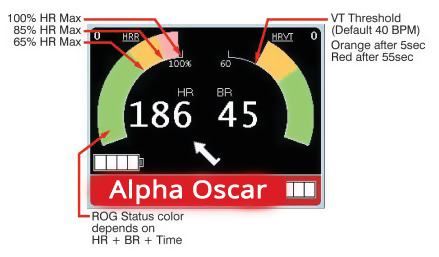 100% HR Max
85% HR Max
65% HR Max
VT Threshold
(Default 40 BPM)
Orange after 5sec
Red after 55sec
0 HRR HRVT 0
100% 60
HR BR
186 45
Alpha Oscar
ROG Status color
depends on
HR + BR + Time